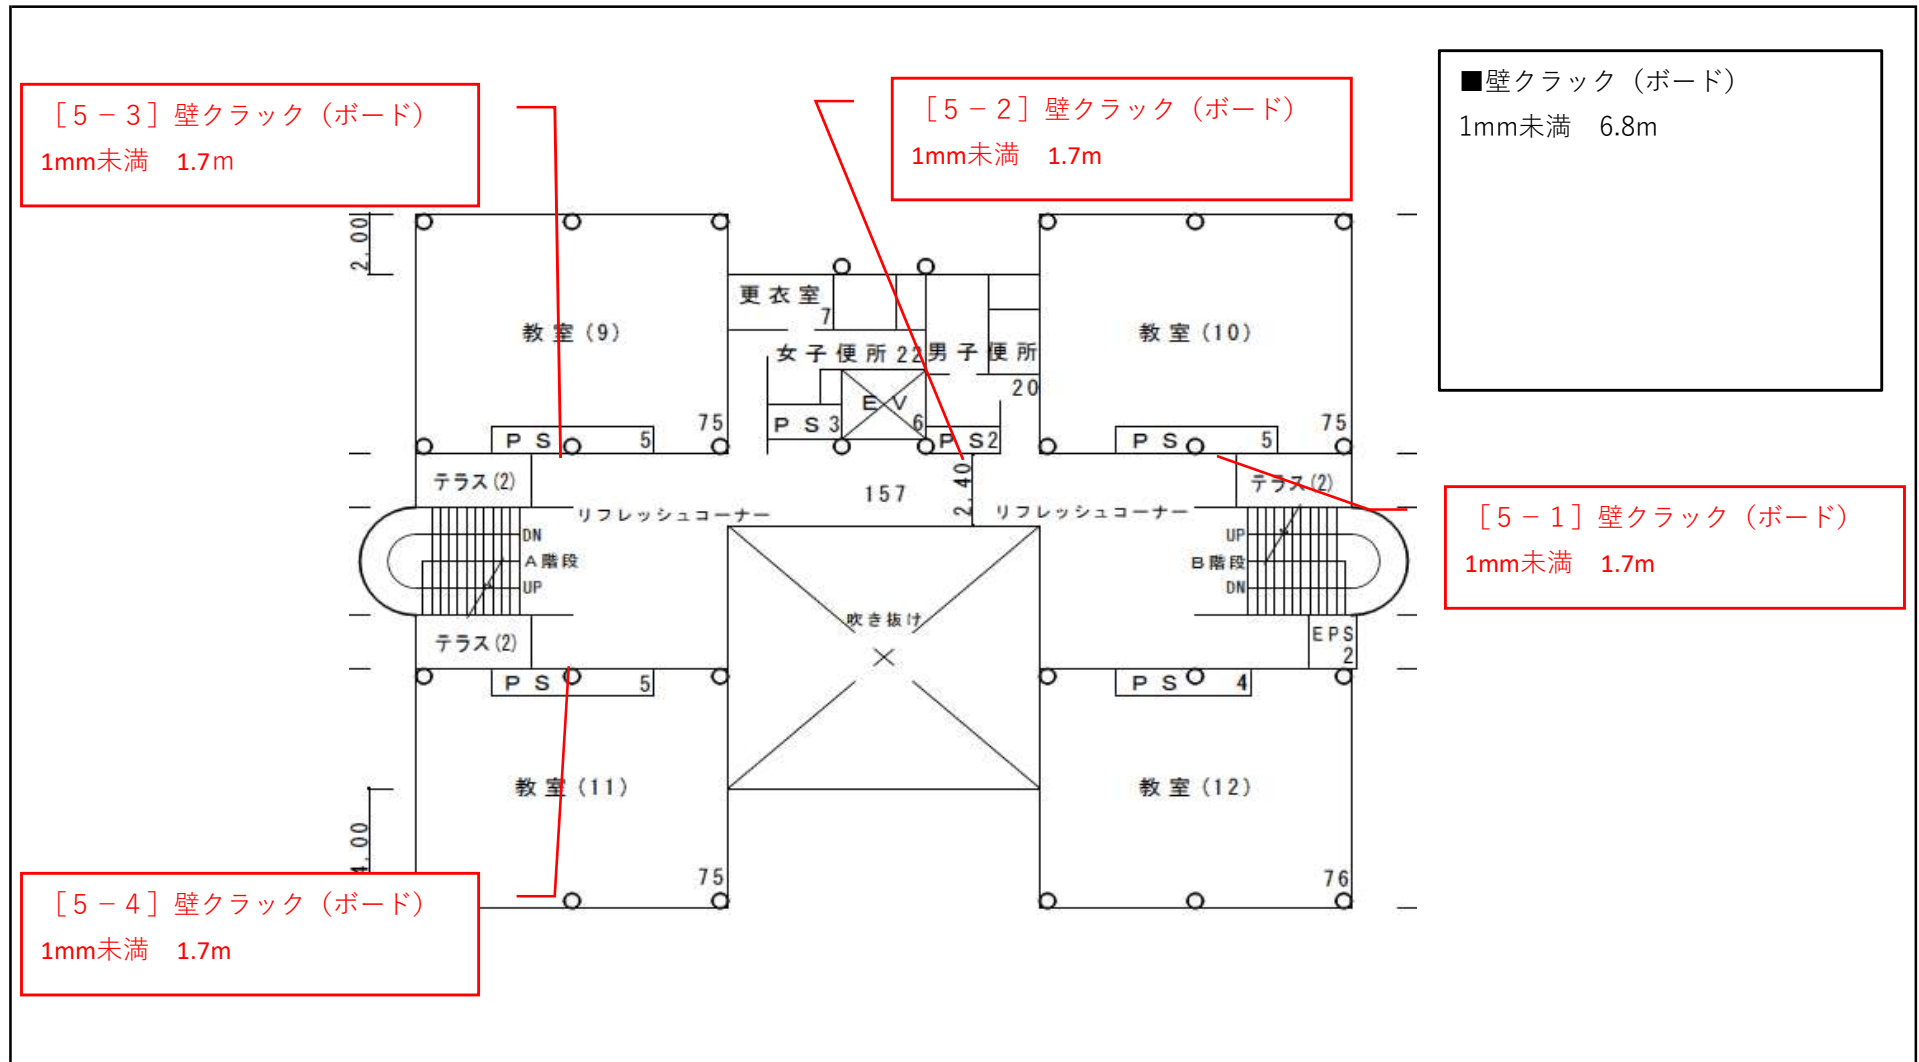 ［５－３］壁クラック（ボード）
1mm未満　1.7ｍ
［５－２］壁クラック（ボード）
1mm未満　1.7m
■壁クラック（ボード）
1mm未満　6.8m
2.00
更衣室
7
教室(9)
教室(10)
女子便所22
男子便所
20
EV
6
PS3
PS2
75
75
PS 5
PS 5
テラス(2)
テラス(2)
157
2.40
リフレッシュコーナー
リフレッシュコーナー
［５－１］壁クラック（ボード）
1mm未満　1.7m
DN
A階段
UP
UP
B階段
DN
吹き抜け
テラス(2)
EPS
2
PS 5
PS 4
教室(11)
教室(12)
4.00
75
76
［５－４］壁クラック（ボード）
1mm未満　1.7m